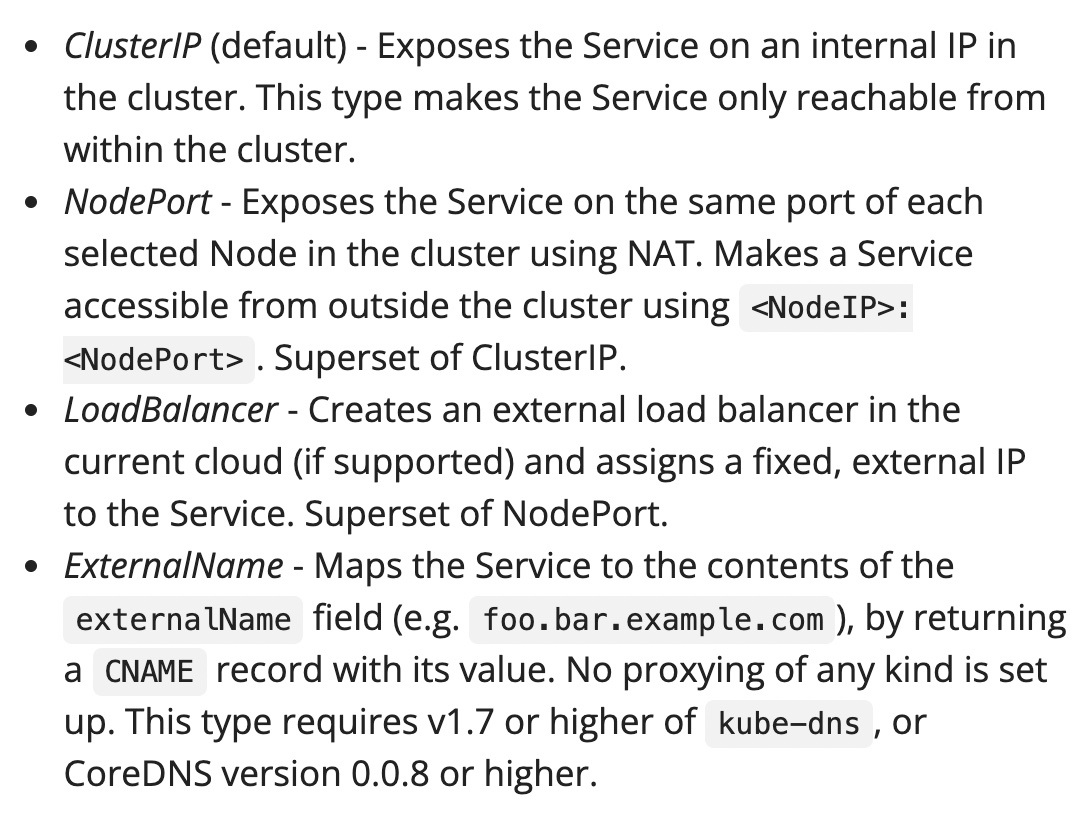 • ClusterIP (default) - Exposes the Service on an internal IP in
the cluster. This type makes the Service only reachable from
within the cluster.
• NodePort - Exposes the Service on the same port of each
selected Node in the cluster using NAT. Makes a Service
accessible from outside the cluster using <NodeIP>:
<NodePort>. Superset of ClusterIP.
• LoadBalancer - Creates an external load balancer in the
current cloud (if supported) and assigns a fixed, external IP
to the Service. Superset of NodePort.
• ExternalName - Maps the Service to the contents of the
externalName field (e.g. foo.bar.example.com), by returning
a CNAME record with its value. No proxying of any kind is set
up. This type requires v1.7 or higher of kube-dns, or
CoreDNS version 0.0.8 or higher.